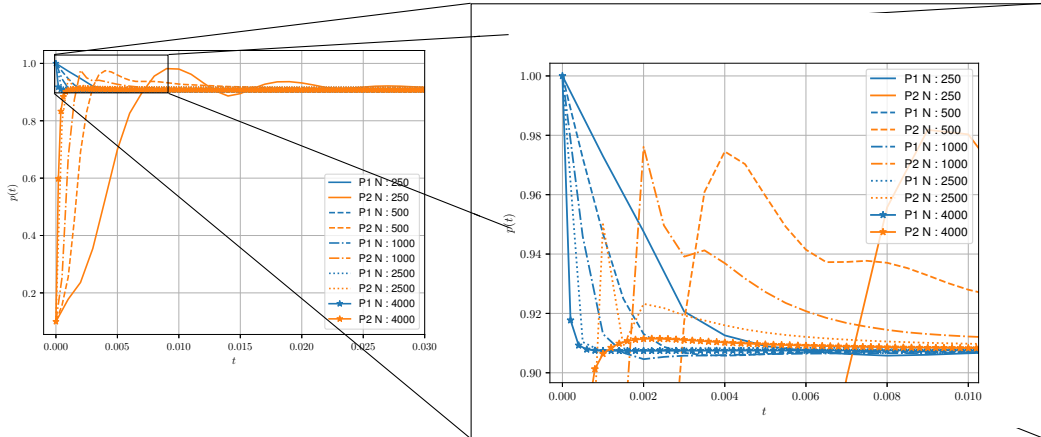 1.0
0.8
0.6
0.4
0.2
p(t)
0.000
0.005
0.010
0.015
0.020
0.025
0.030
t
P1 N : 250
P2 N : 250
P1 N : 500
P2 N : 500
P1 N : 1000
P2 N : 1000
P1 N : 2500
P2 N : 2500
P1 N : 4000
P2 N : 4000
1.00
0.98
0.96
0.94
0.92
0.90
p(t)
0.000
0.002
0.004
0.006
0.008
0.010
t
P1 N : 250
P2 N : 250
P1 N : 500
P2 N : 500
P1 N : 1000
P2 N : 1000
P1 N : 2500
P2 N : 2500
P1 N : 4000
P2 N : 4000